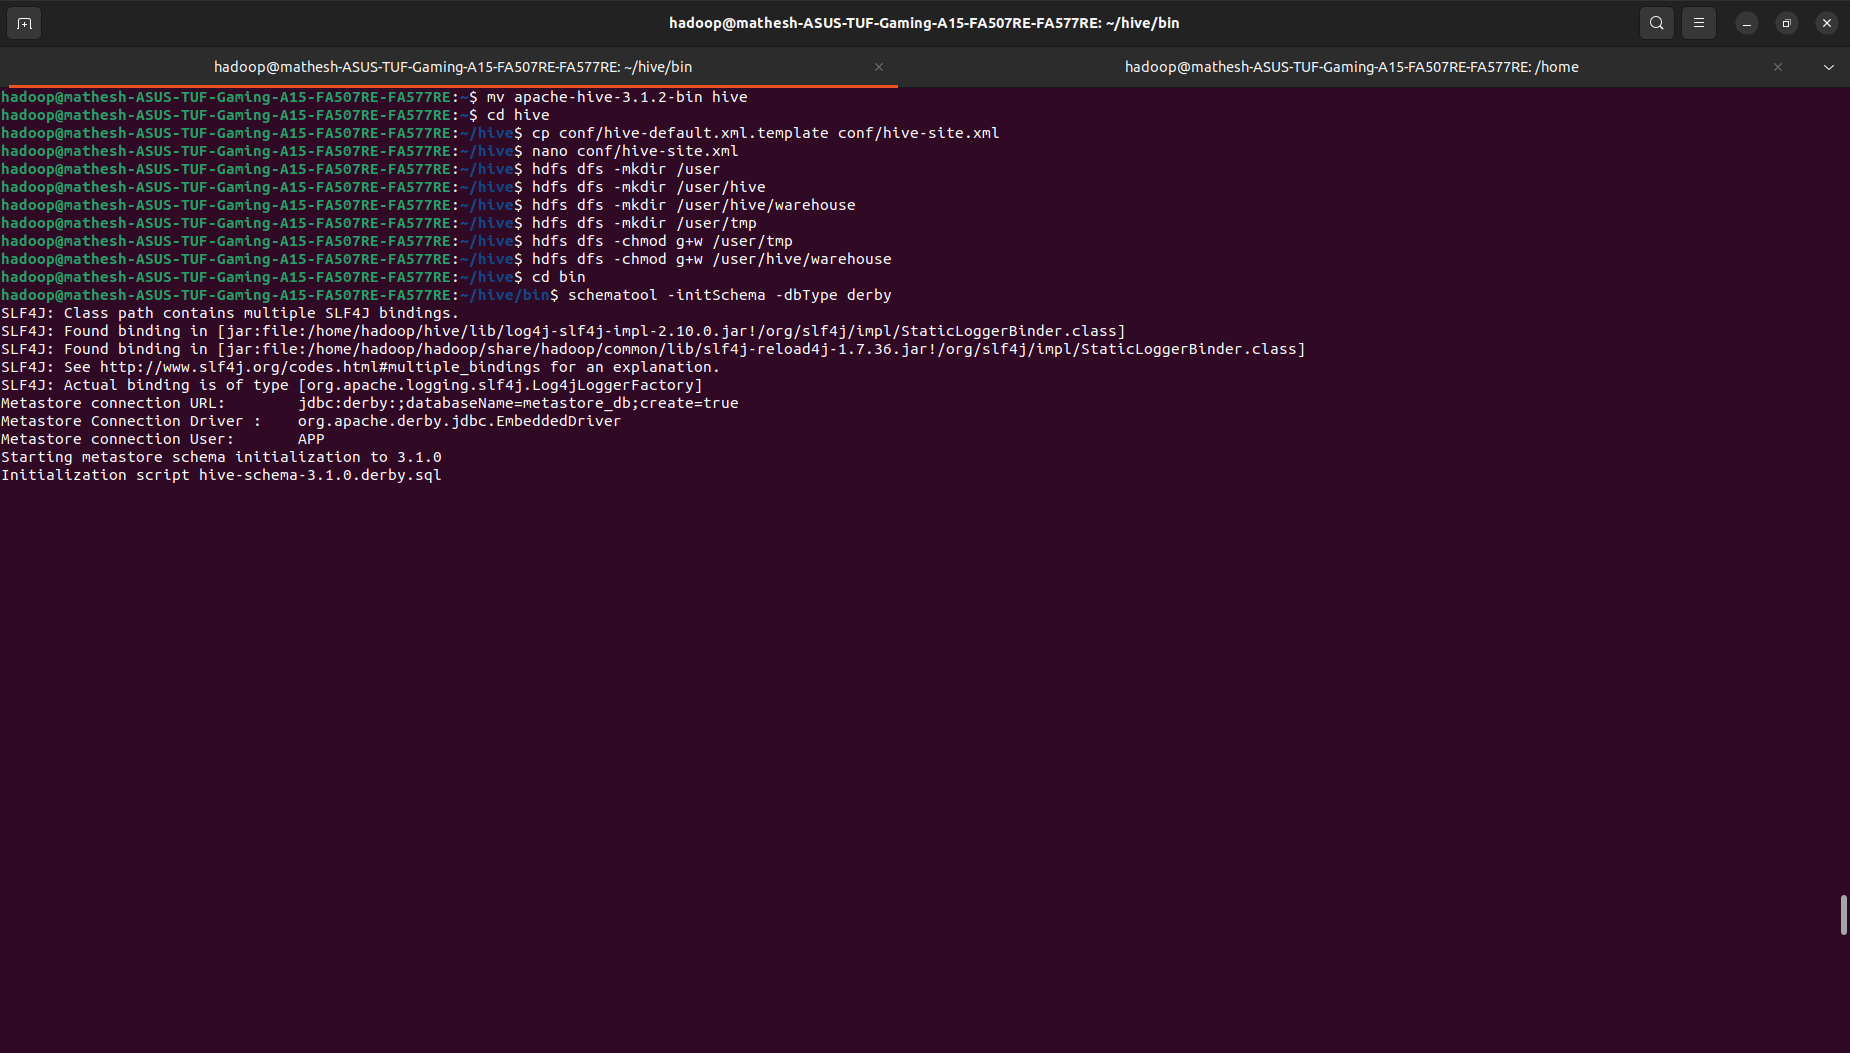 hadoop@mathesh-ASUS-TUF-Gaming-A15-FA507RE-FA577RE: ~/hive/bin
hadoop@mathesh-ASUS-TUF-Gaming-A15-FA507RE-FA577RE: ~/hive/bin
hadoop@mathesh-ASUS-TUF-Gaming-A15-FA507RE-FA577RE: /home
hadoop@mathesh-ASUS-TUF-Gaming-A15-FA507RE-FA577RE:~$ mv apache-hive-3.1.2-bin hive
hadoop@mathesh-ASUS-TUF-Gaming-A15-FA507RE-FA577RE:~$ cd hive
hadoop@mathesh-ASUS-TUF-Gaming-A15-FA507RE-FA577RE:~/hive$ cp conf/hive-default.xml.template conf/hive-site.xml
hadoop@mathesh-ASUS-TUF-Gaming-A15-FA507RE-FA577RE:~/hive$ nano conf/hive-site.xml
hadoop@mathesh-ASUS-TUF-Gaming-A15-FA507RE-FA577RE:~/hive$ hdfs dfs -mkdir /user
hadoop@mathesh-ASUS-TUF-Gaming-A15-FA507RE-FA577RE:~/hive$ hdfs dfs -mkdir /user/hive
hadoop@mathesh-ASUS-TUF-Gaming-A15-FA507RE-FA577RE:~/hive$ hdfs dfs -mkdir /user/hive/warehouse
hadoop@mathesh-ASUS-TUF-Gaming-A15-FA507RE-FA577RE:~/hive$ hdfs dfs -mkdir /user/tmp
hadoop@mathesh-ASUS-TUF-Gaming-A15-FA507RE-FA577RE:~/hive$ hdfs dfs -chmod g+w /user/tmp
hadoop@mathesh-ASUS-TUF-Gaming-A15-FA507RE-FA577RE:~/hive$ hdfs dfs -chmod g+w /user/hive/warehouse
hadoop@mathesh-ASUS-TUF-Gaming-A15-FA507RE-FA577RE:~/hive$ cd bin
hadoop@mathesh-ASUS-TUF-Gaming-A15-FA507RE-FA577RE:~/hive/bin$ schematool -initSchema -dbType derby
SLF4J: Class path contains multiple SLF4J bindings.
SLF4J: Found binding in [jar:file:/home/hadoop/hive/lib/log4j-slf4j-impl-2.10.0.jar!/org/slf4j/impl/StaticLoggerBinder.class]
SLF4J: Found binding in [jar:file:/home/hadoop/hadoop/share/hadoop/common/lib/slf4j-reload4j-1.7.36.jar!/org/slf4j/impl/StaticLoggerBinder.class]
SLF4J: See http://www.slf4j.org/codes.html#multiple_bindings for an explanation.
SLF4J: Actual binding is of type [org.apache.logging.slf4j.Log4jLoggerFactory]
Metastore connection URL:        jdbc:derby:;databaseName=metastore_db;create=true
Metastore Connection Driver :    org.apache.derby.jdbc.EmbeddedDriver
Metastore connection User:       APP
Starting metastore schema initialization to 3.1.0
Initialization script hive-schema-3.1.0.derby.sql